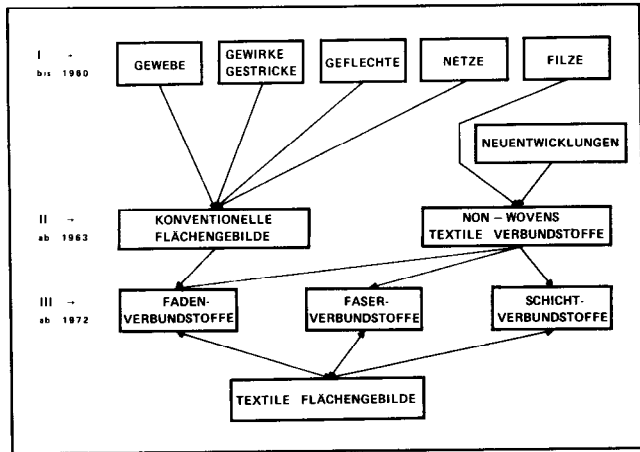 I →
bis 1960
GEWEBE
GEWIRKE
GESTRICKE
GEFLECHTE
NETZE
FILZE
NEUENTWICKLUNGEN
II →
ab 1963
KONVENTIONELLE
FLÄCHENGEBILDE
NON - WOVENS
TEXTILE VERBUNDSTOFFE
III →
ab 1972
FADEN-
VERBUNDSTOFFE
FASER-
VERBUNDSTOFFE
SCHICHT-
VERBUNDSTOFFE
TEXTILE FLÄCHENGEBILDE